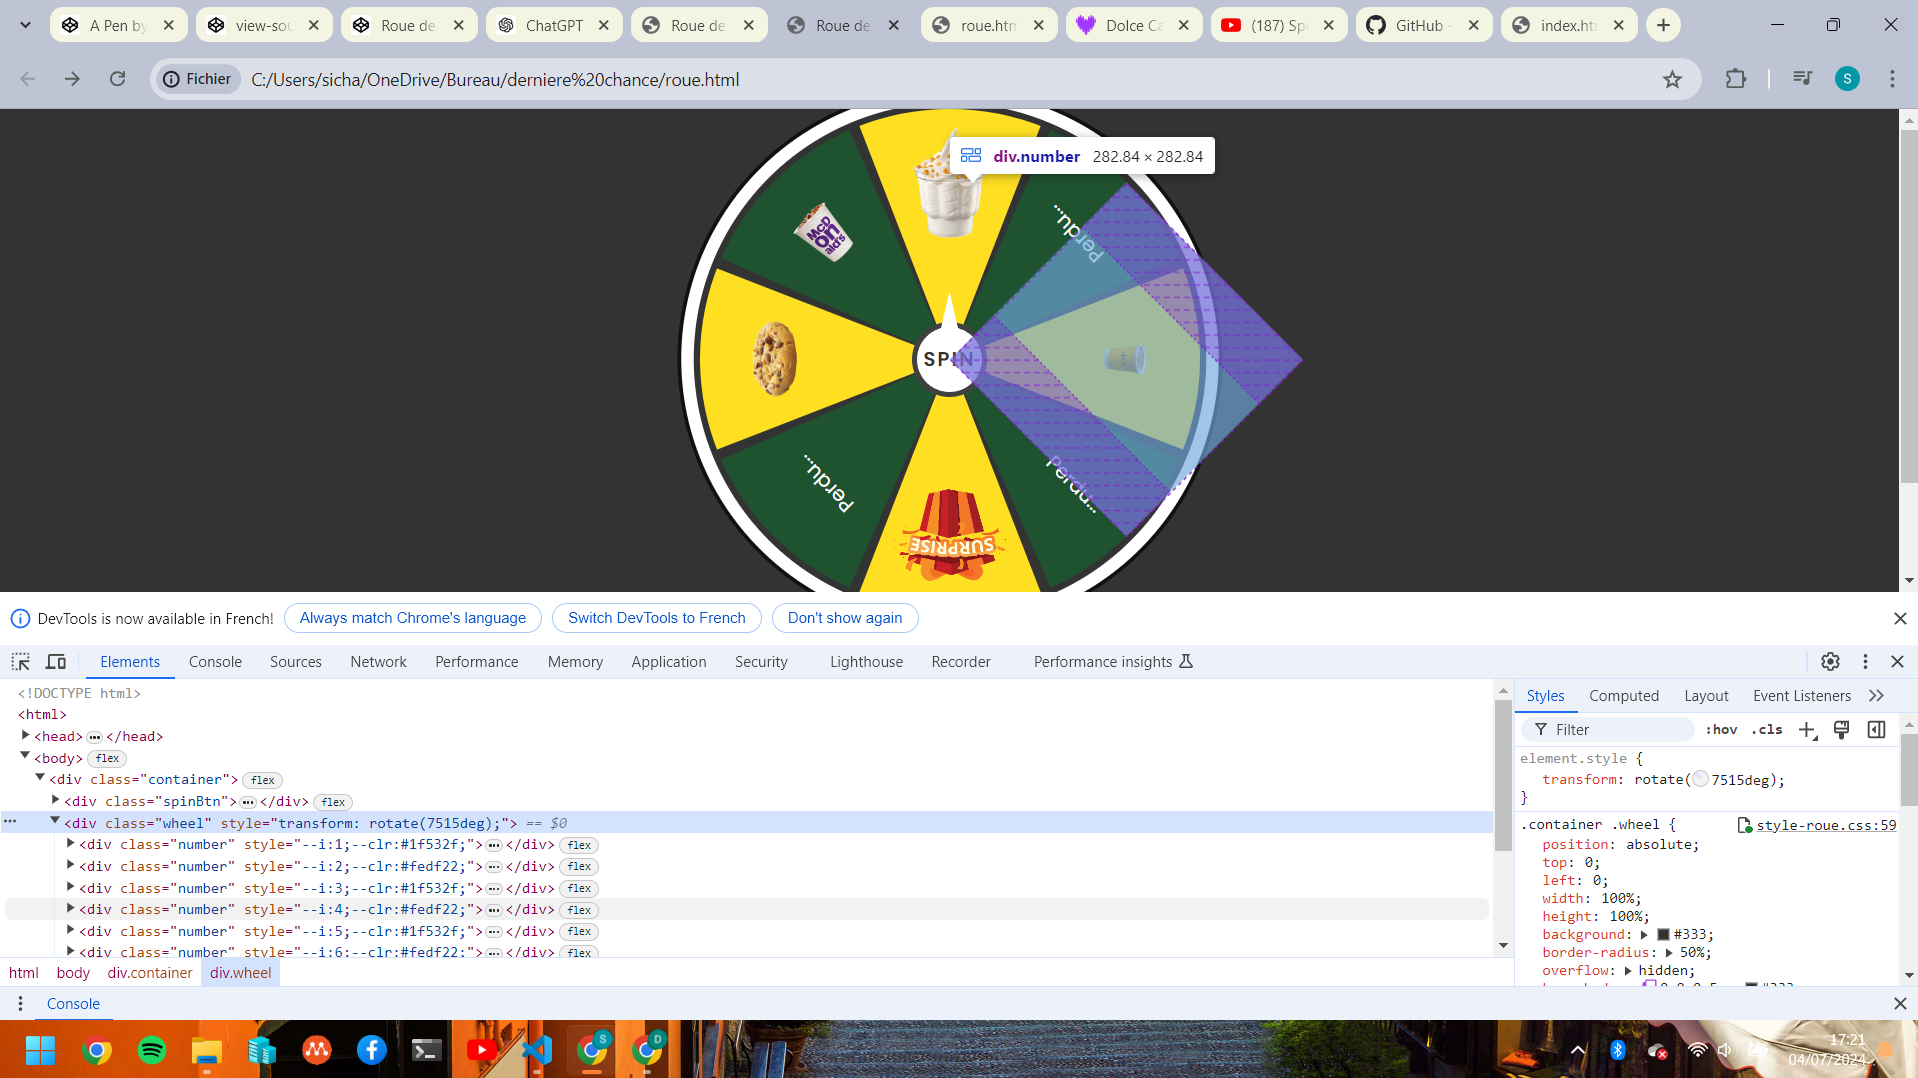 A Pen by
view-sou
Roue de
ChatGPT
Roue de
Roue de
roue.htm
Dolce Ca
(187) Spi
GitHub -
index.htm
Fichier
C:/Users/sicha/OneDrive/Bureau/derniere%20chance/roue.html
S
div.number 282.84 × 282.84
Perdu...
McD
on
ald's
SPIN
Perdu...
Perdu...
SURPRISE
DevTools is now available in French!
Always match Chrome's language
Switch DevTools to French
Don't show again
Elements
Console
Sources
Network
Performance
Memory
Application
Security
Lighthouse
Recorder
Performance insights
<!DOCTYPE html>
<html>
<head> ••• </head>
<body> flex
<div class="container"> flex
<div class="spinBtn"> ••• </div> flex
••• <div class="wheel" style="transform: rotate(7515deg);"> == $0
<div class="number" style="--i:1;--clr:#1f532f;"> ••• </div> flex
<div class="number" style="--i:2;--clr:#fedf22;"> ••• </div> flex
<div class="number" style="--i:3;--clr:#1f532f;"> ••• </div> flex
<div class="number" style="--i:4;--clr:#fedf22;"> ••• </div> flex
<div class="number" style="--i:5;--clr:#1f532f;"> ••• </div> flex
<div class="number" style="--i:6;--clr:#fedf22;"> ••• </div> flex
html body div.container div.wheel
Styles
Computed
Layout
Event Listeners
Filter
:hov .cls
element.style {
transform: rotate(7515deg);
}
.container .wheel { style-roue.css:59
position: absolute;
top: 0;
left: 0;
width: 100%;
height: 100%;
background: #333;
border-radius: 50%;
overflow: hidden;
Console
S
D
17:21
04/07/2024